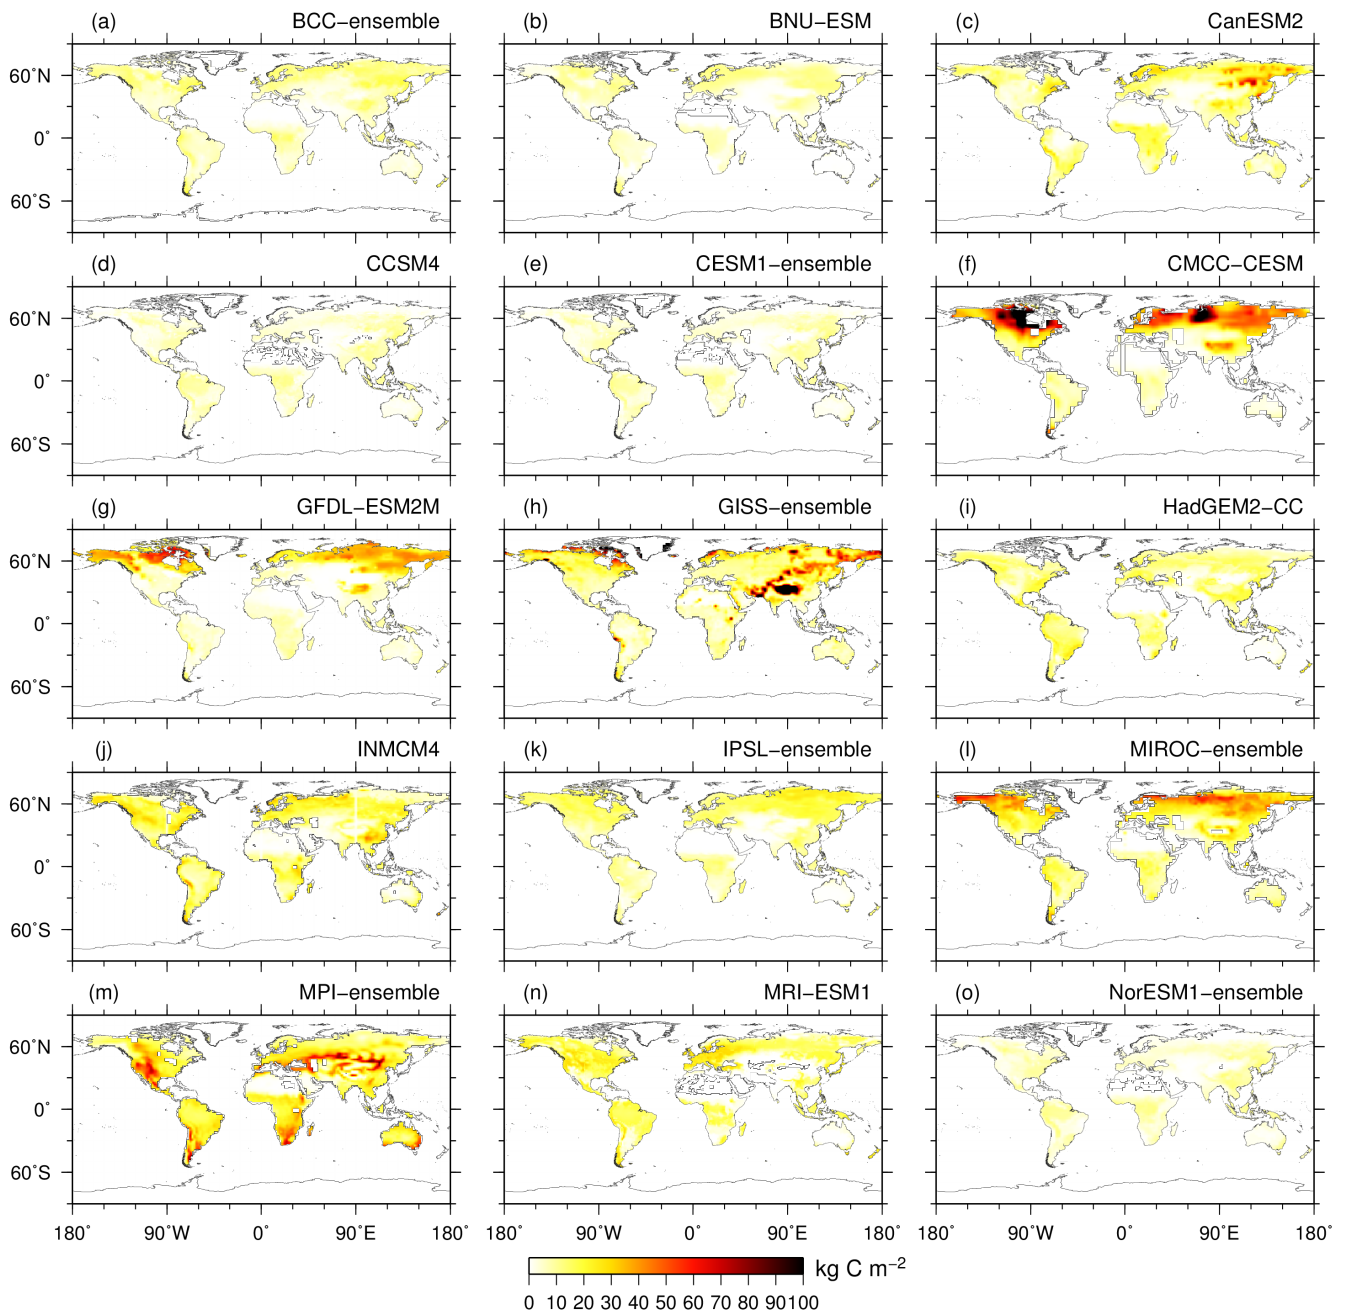 (a) BCC−ensemble
(b) BNU−ESM
(c) CanESM2
60˚N
0˚
60˚S
(d) CCSM4
(e) CESM1−ensemble
(f) CMCC−CESM
60˚N
0˚
60˚S
(g) GFDL−ESM2M
(h) GISS−ensemble
(i) HadGEM2−CC
60˚N
0˚
60˚S
(j) INMCM4
(k) IPSL−ensemble
(l) MIROC−ensemble
60˚N
0˚
60˚S
(m) MPI−ensemble
(n) MRI−ESM1
(o) NorESM1−ensemble
60˚N
0˚
60˚S
180˚ 90˚W 0˚ 90˚E 180˚ 90˚W 0˚ 90˚E 180˚ 90˚W 0˚ 90˚E 180˚
kg C m−2
0 10 20 30 40 50 60 70 80 90 100